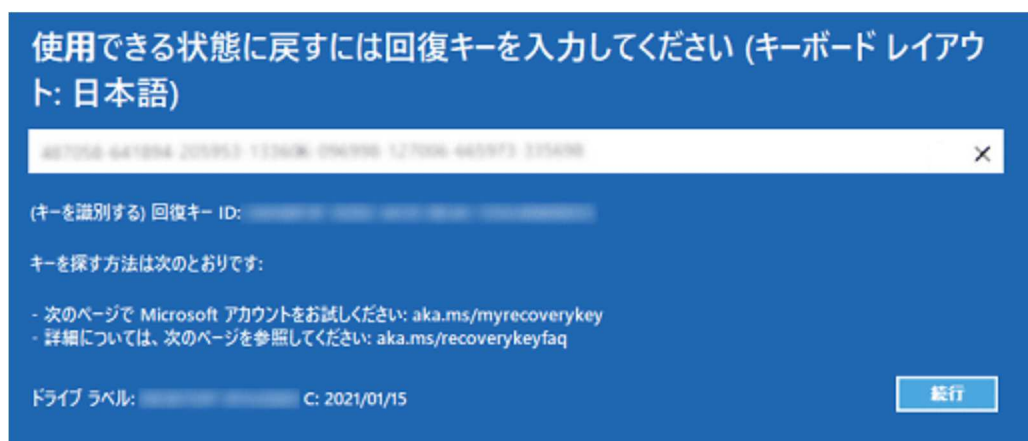 使用できる状態に戻すには回復キーを入力してください (キーボード レイアウ
ト: 日本語)
(キーを識別する) 回復キー ID:
キーを探す方法は次のとおりです:
- 次のページで Microsoft アカウントをお試しください: aka.ms/myrecoverykey
- 詳細については、次のページを参照してください: aka.ms/recoverykeyfaq
ドライブ ラベル: C: 2021/01/15
続行